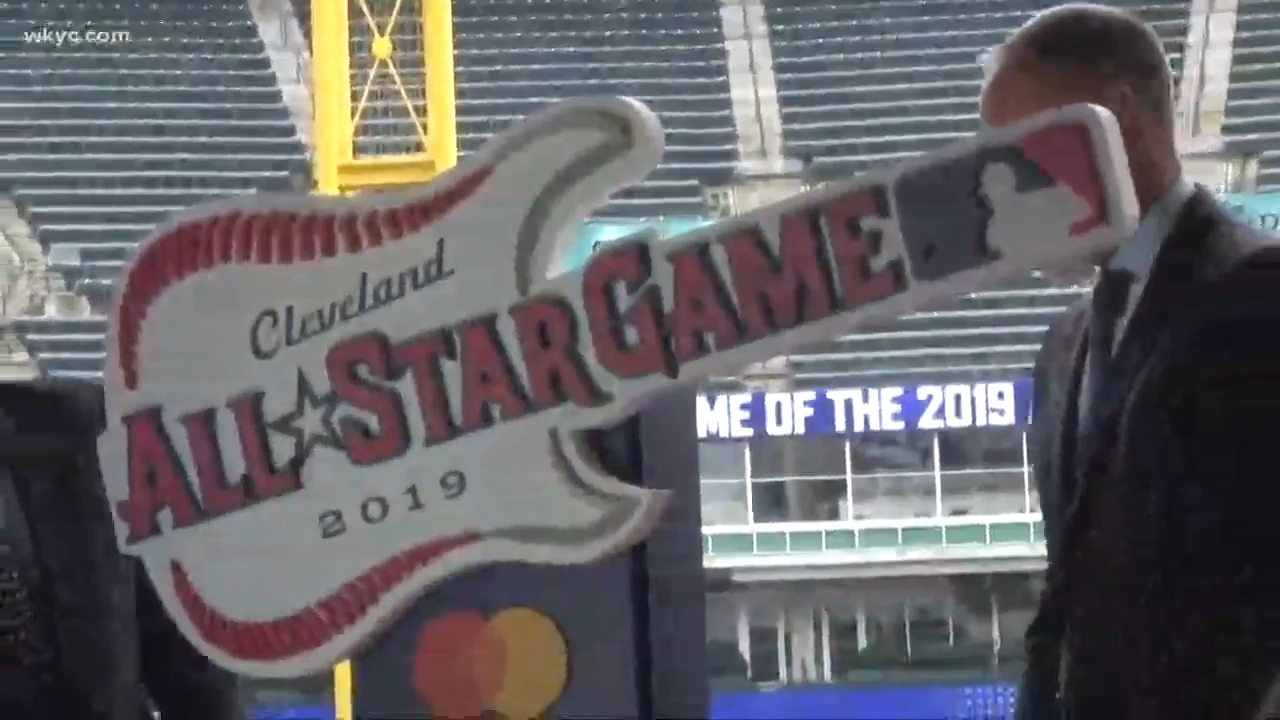 wkyc.com
Cleveland
ALL STAR GAME
2019
ME OF THE 2019